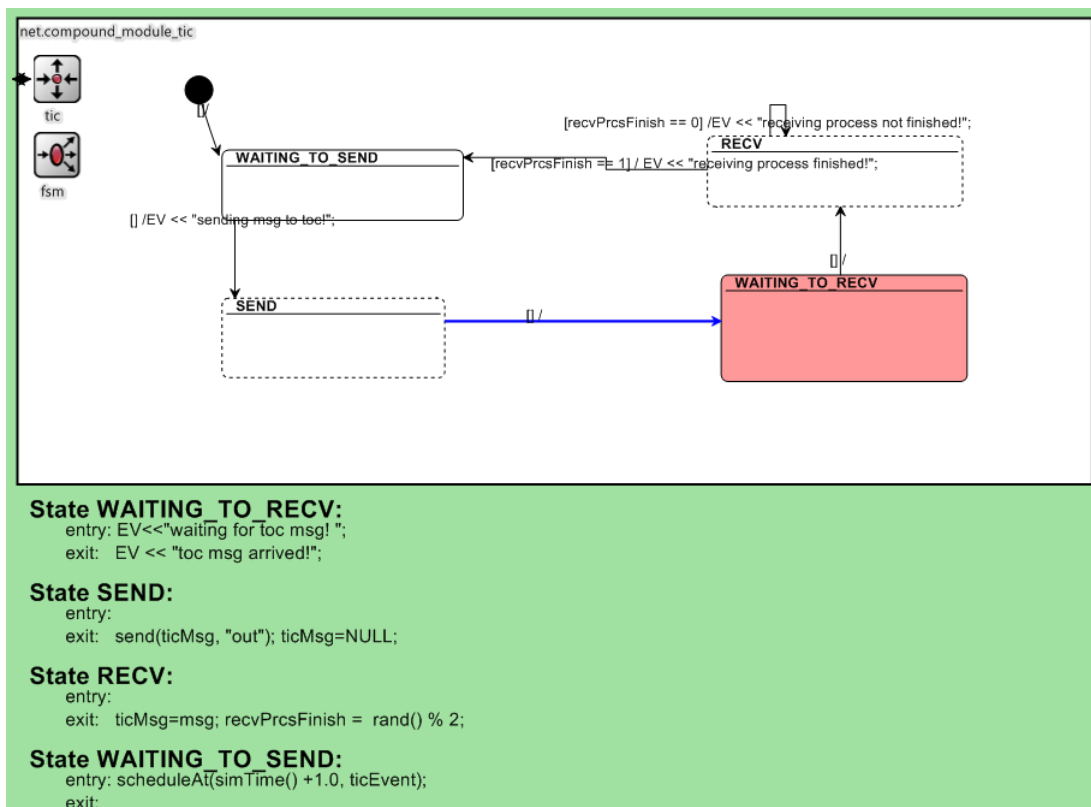 net.compound_module_tic
tic
fsm
[]/
[recvPrcsFinish == 0] /EV << "receiving process not finished!";
RECV
WAITING_TO_SEND
[recvPrcsFinish == 1] / EV << "receiving process finished!";
[] /EV << "sending msg to toc!";
[] /
WAITING_TO_RECV
SEND
[] /
State WAITING_TO_RECV:
entry: EV<<"waiting for toc msg! ";
exit: EV << "toc msg arrived!";
State SEND:
entry:
exit: send(ticMsg, "out"); ticMsg=NULL;
State RECV:
entry:
exit: ticMsg=msg; recvPrcsFinish = rand() % 2;
State WAITING_TO_SEND:
entry: scheduleAt(simTime() +1.0, ticEvent);
exit: